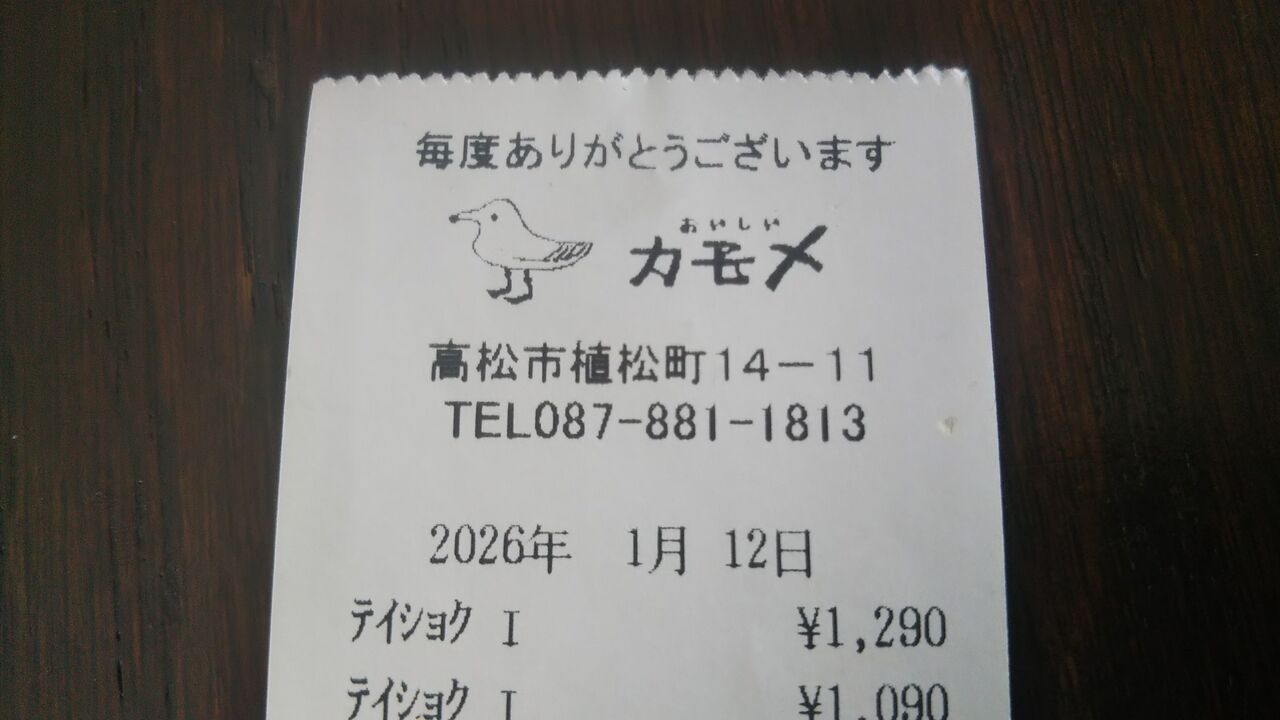 毎度ありがとうございます
おいしい
カモメ
高松市植松町14-11
TEL087-881-1813
2026年 1月 12日
ﾃｲｼｮｸ I ¥1,290
ﾃｲｼｮｸ I ¥1,090